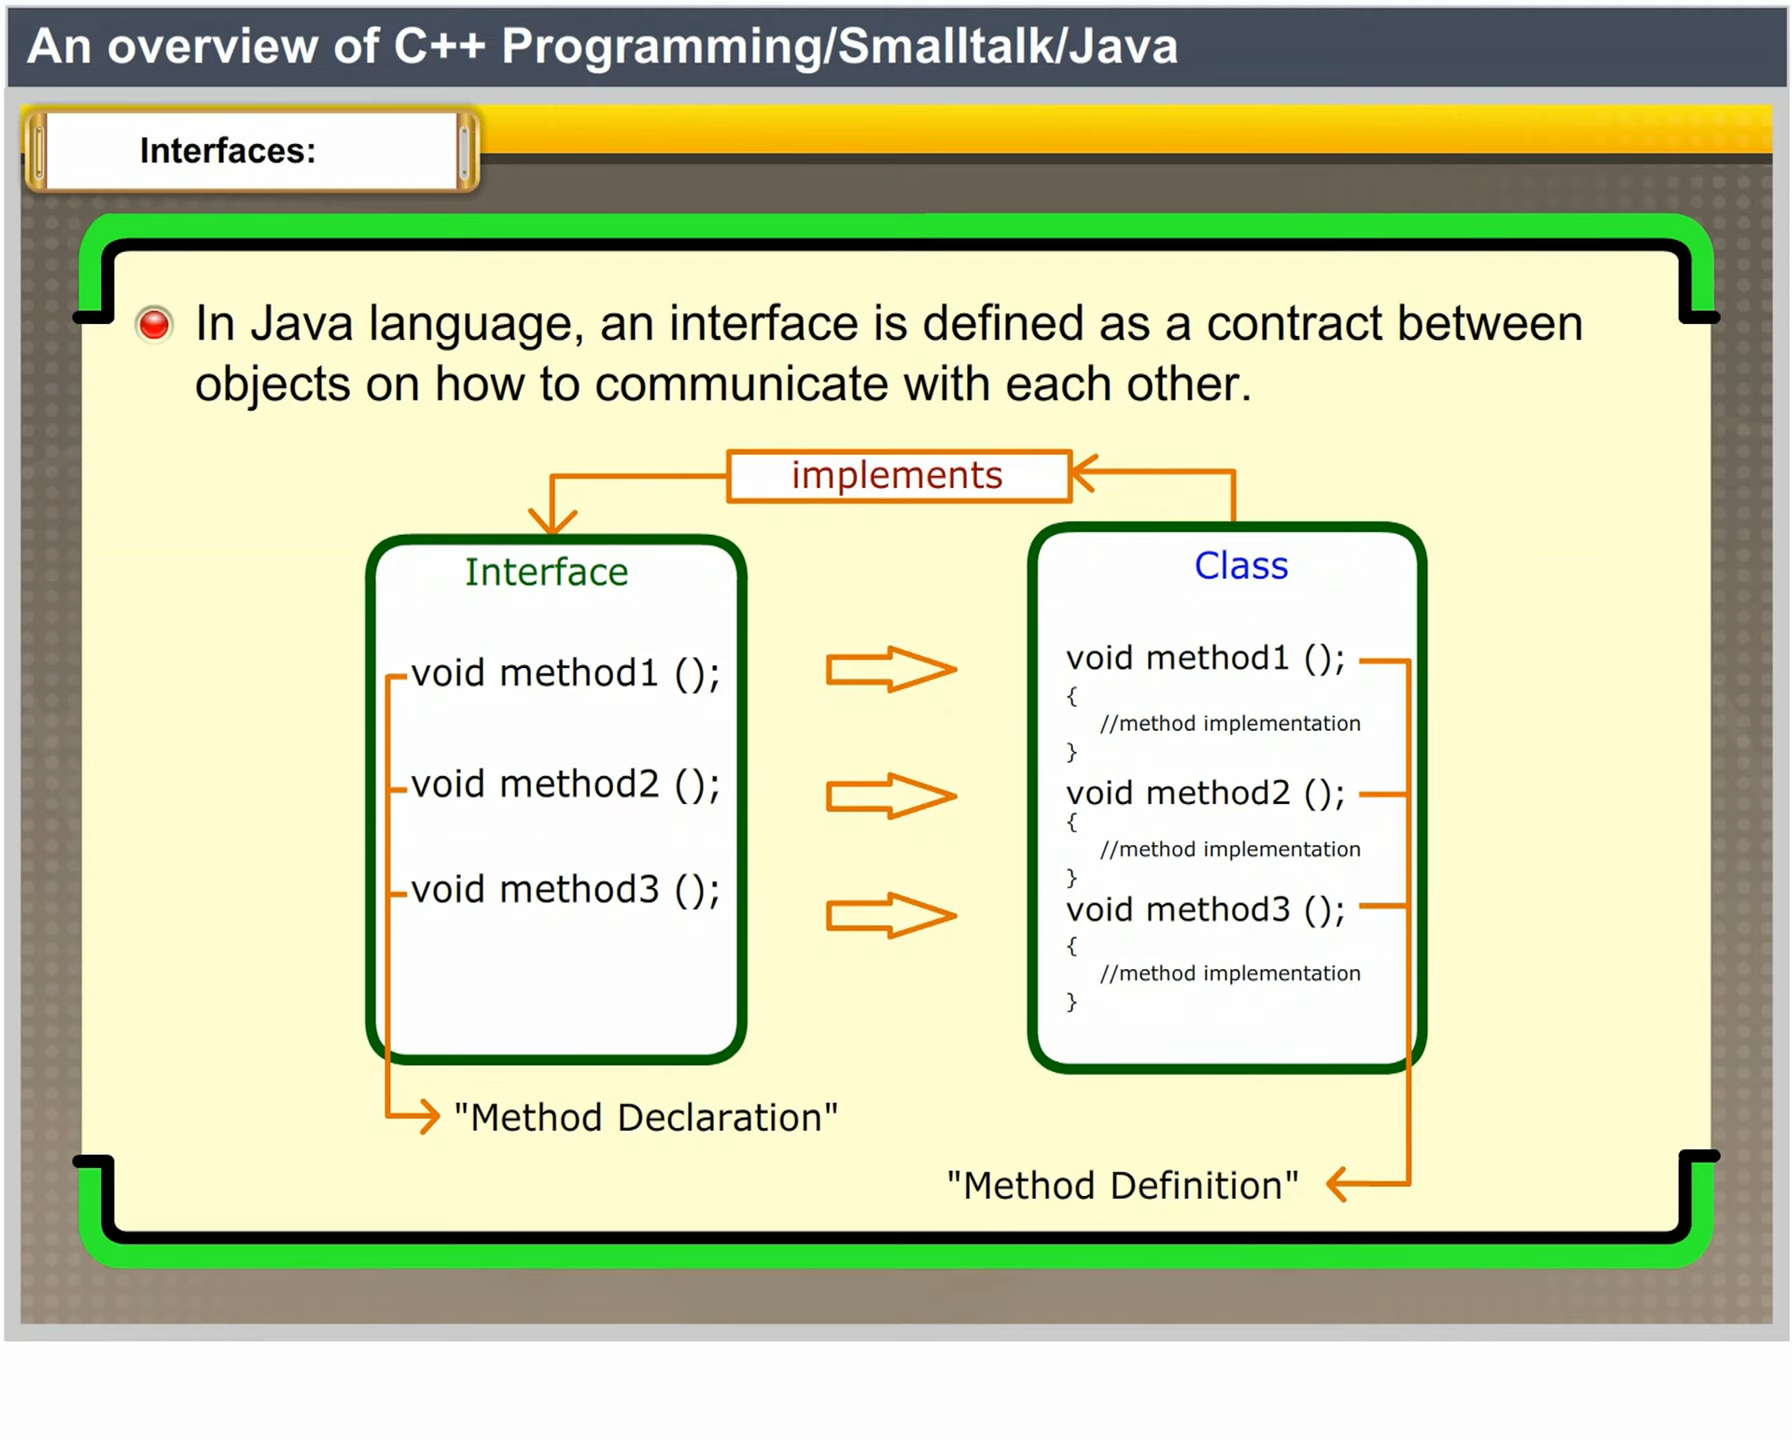 An overview of C++ Programming/Smalltalk/Java
Interfaces:
In Java language, an interface is defined as a contract between
objects on how to communicate with each other.
implements
Interface
void method1 ();
void method2 ();
void method3 ();
"Method Declaration"
Class
void method1 ();
{
//method implementation
}
void method2 ();
{
//method implementation
}
void method3 ();
{
//method implementation
}
"Method Definition"